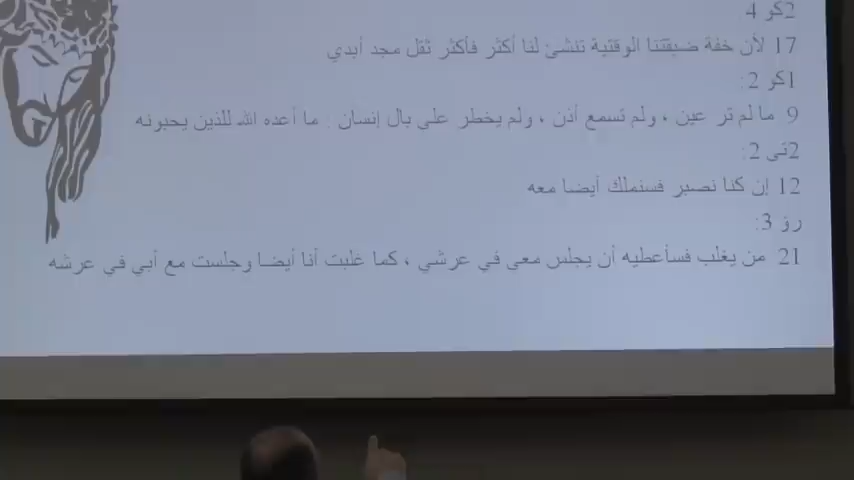 2كو 4
17 لأن خفة ضيقتنا الوقتية تنشئ لنا أكثر فأكثر ثقل مجد أبدي
1كو 2:
9 ما لم تر عين ، ولم تسمع أذن ، ولم يخطر على بال إنسان : ما أعده الله للذين يحبونه
2تى 2:
12 إن كنا نصبر فسنملك أيضا معه
رؤ 3:
21 من يغلب فسأعطيه أن يجلس معي في عرشي ، كما غلبت أنا أيضا وجلست مع أبي في عرشه